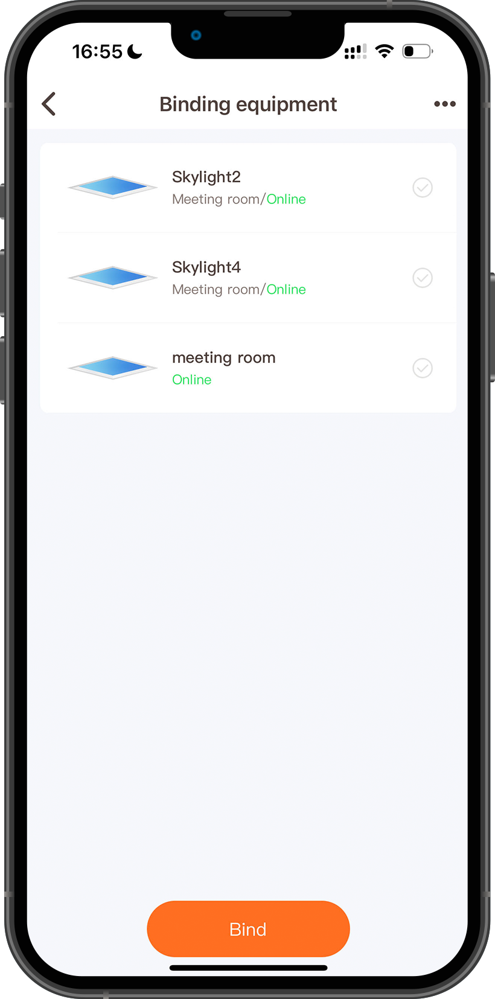 16:55
Binding equipment
Skylight2
Meeting room/Online
Skylight4
Meeting room/Online
meeting room
Online
Bind